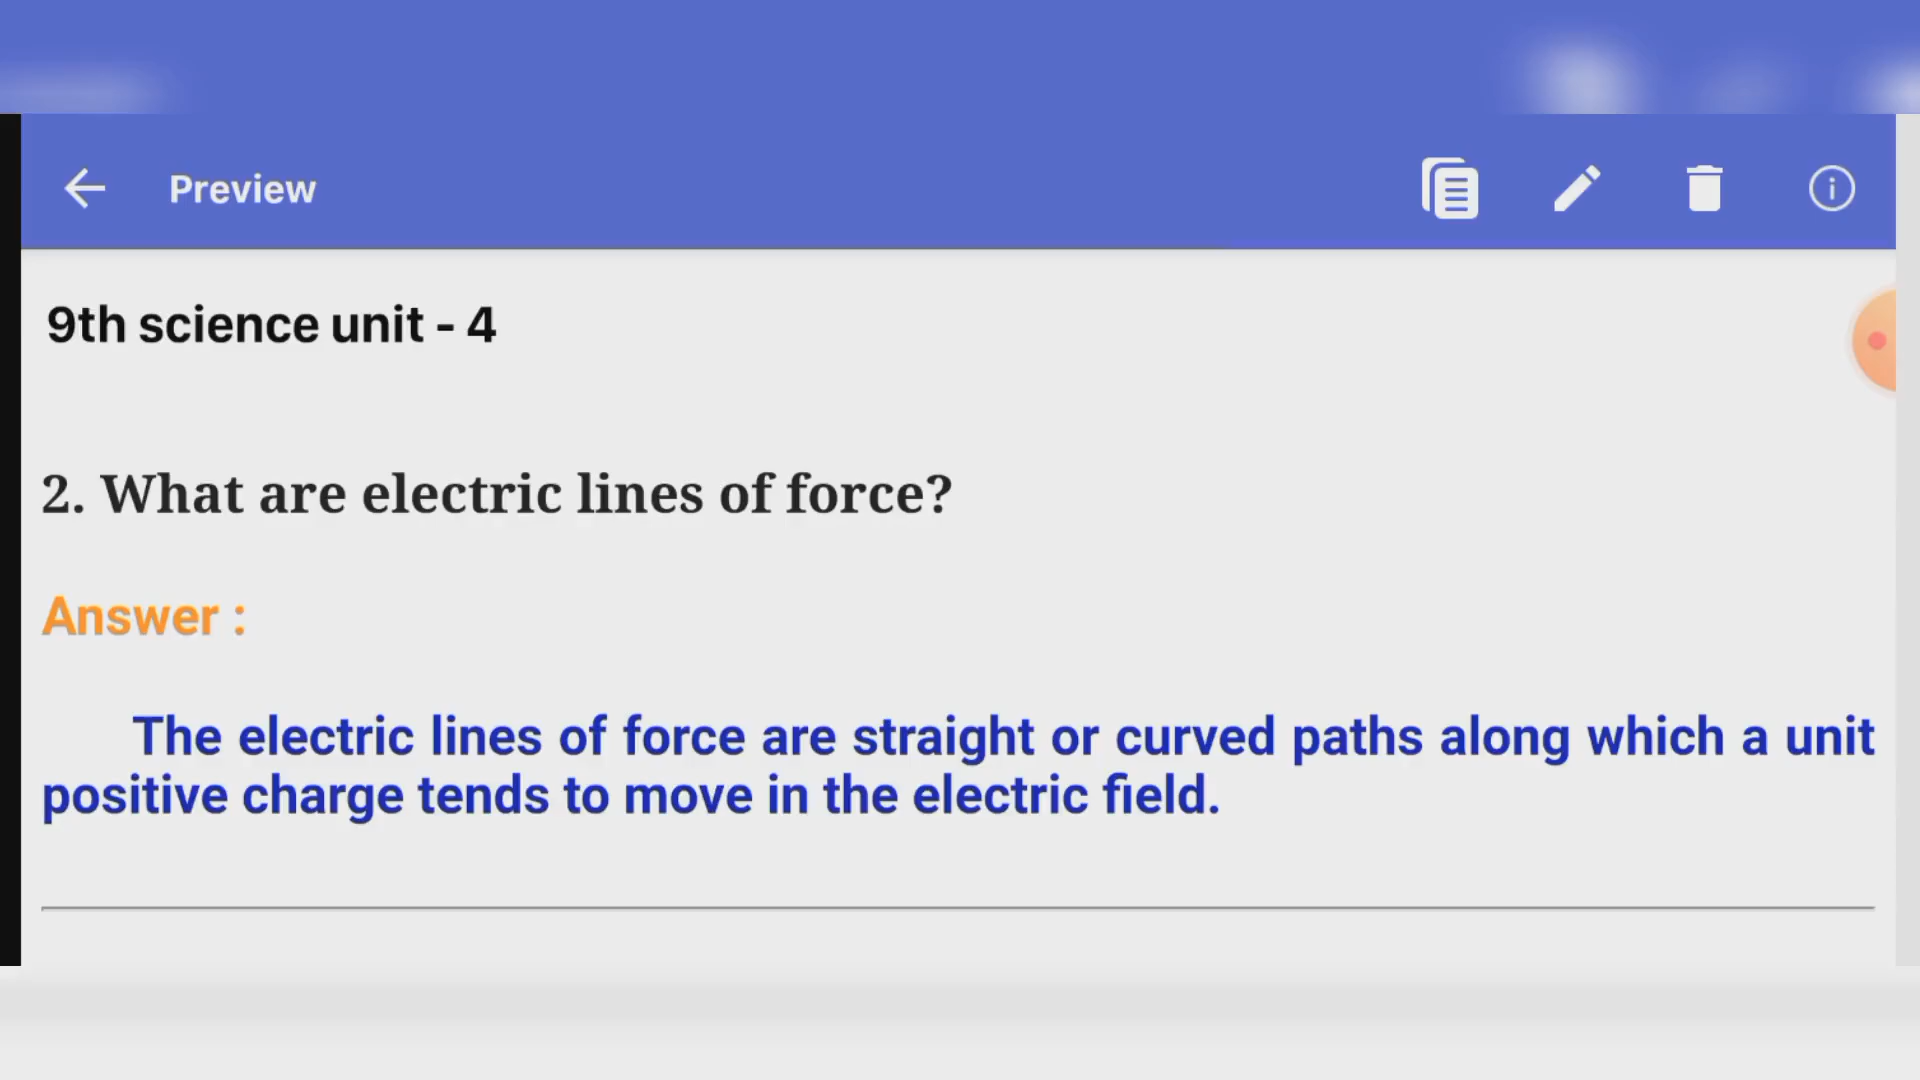 Preview
9th science unit - 4
2. What are electric lines of force?
Answer :
The electric lines of force are straight or curved paths along which a unit
positive charge tends to move in the electric field.